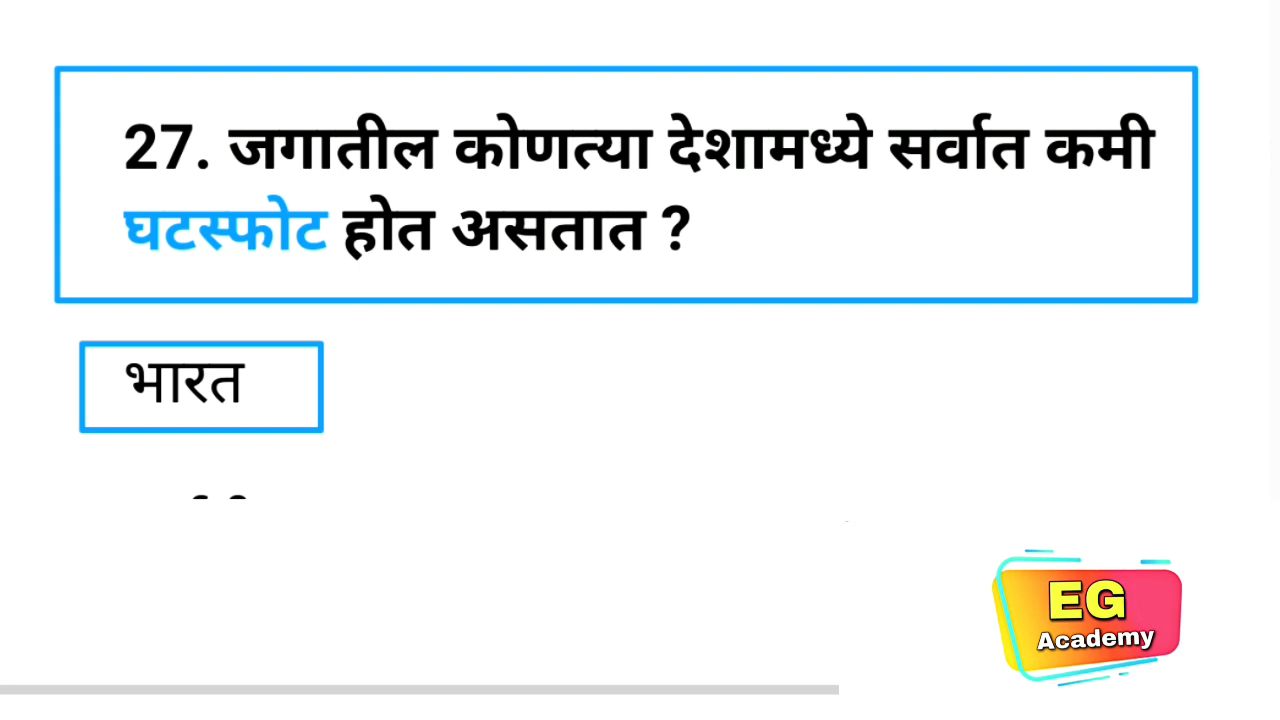 27. जगातील कोणत्या देशामध्ये सर्वात कमी
घटस्फोट होत असतात ?
भारत
EG
Academy